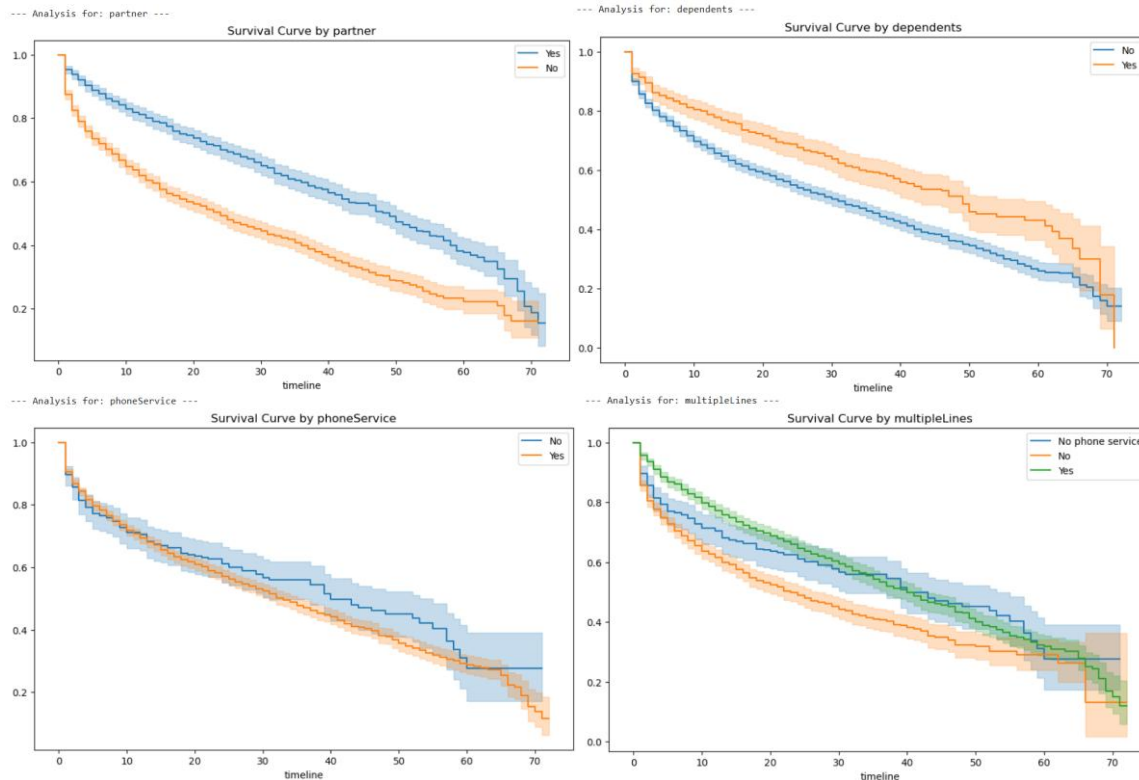 --- Analysis for: partner ---
Survival Curve by partner
Yes
No
1.0
0.8
0.6
0.4
0.2
0 10 20 30 40 50 60 70
timeline
--- Analysis for: dependents ---
Survival Curve by dependents
No
Yes
1.0
0.8
0.6
0.4
0.2
0.0
0 10 20 30 40 50 60 70
timeline
--- Analysis for: phoneService ---
Survival Curve by phoneService
No
Yes
1.0
0.8
0.6
0.4
0.2
0 10 20 30 40 50 60 70
timeline
--- Analysis for: multipleLines ---
Survival Curve by multipleLines
No phone service
No
Yes
1.0
0.8
0.6
0.4
0.2
0.0
0 10 20 30 40 50 60 70
timeline